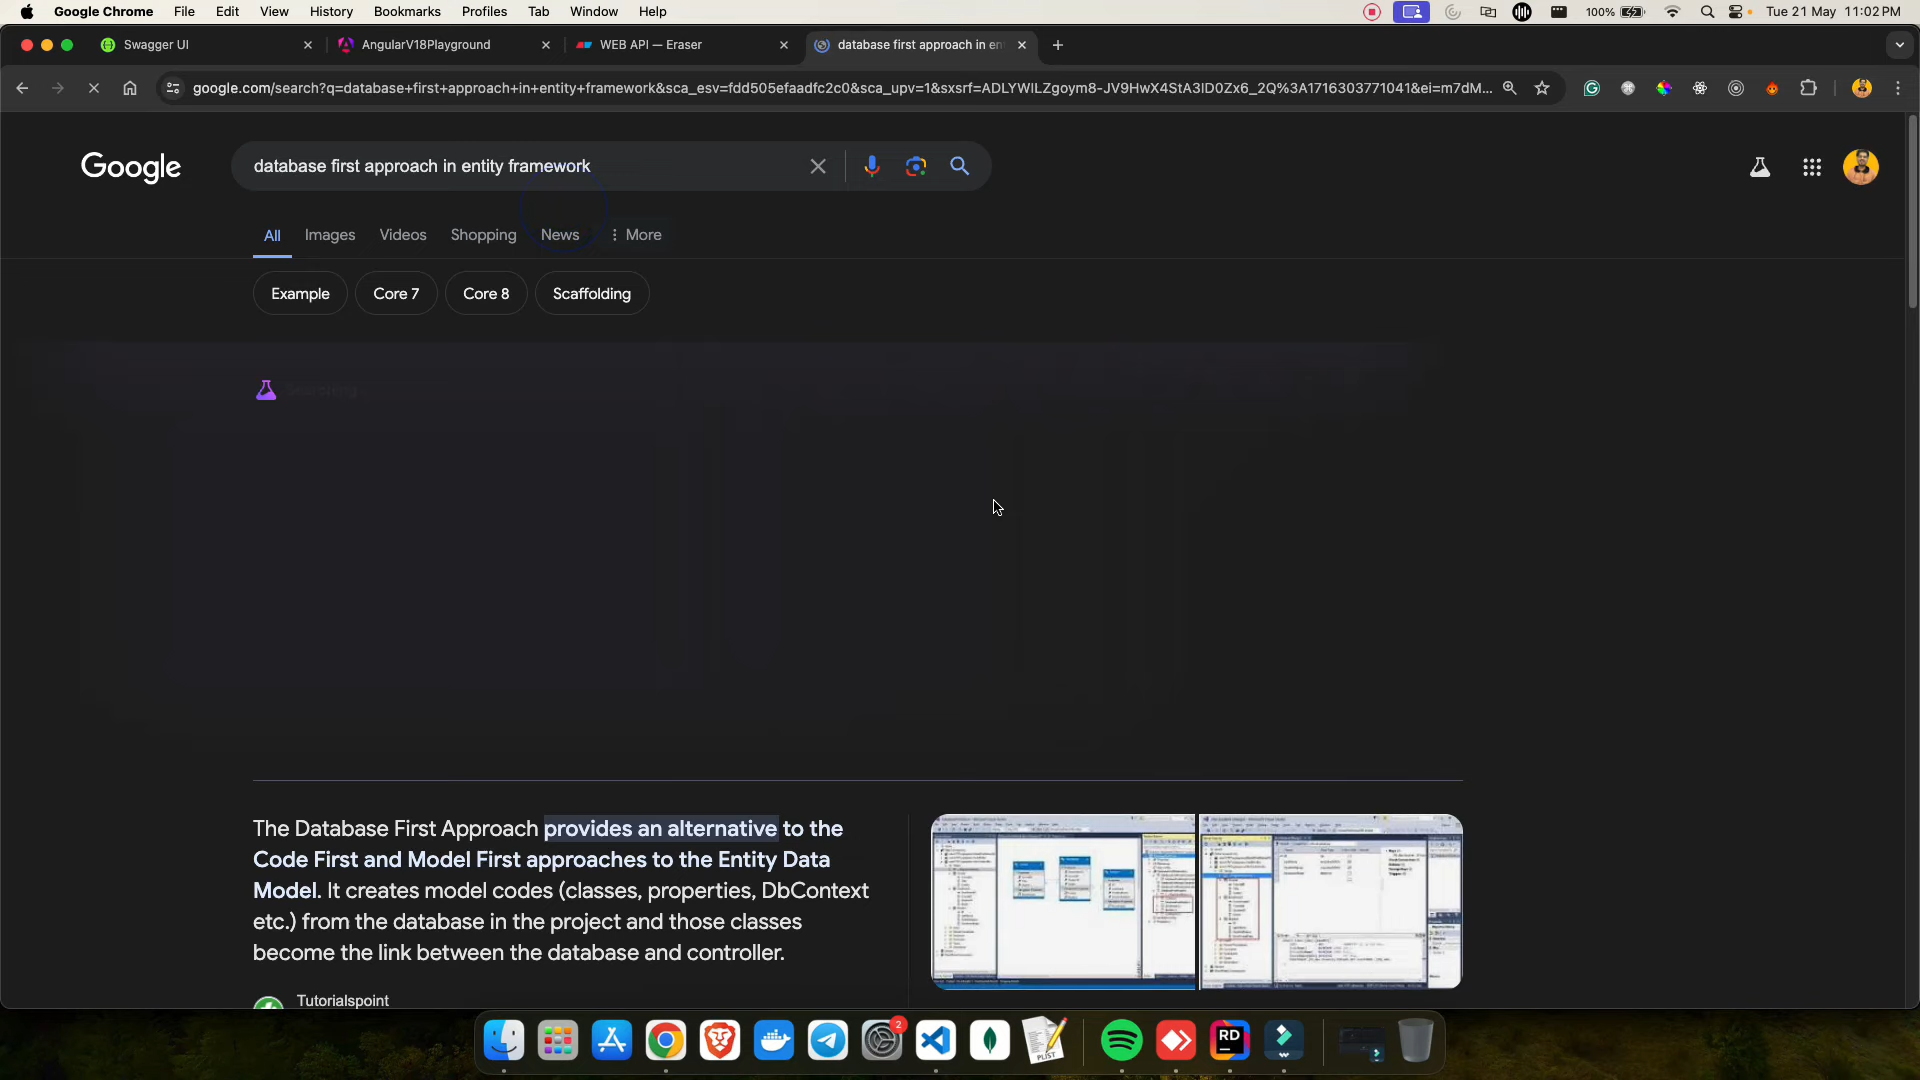 Google Chrome File Edit View History Bookmarks Profiles Tab Window Help 100% Tue 21 May 11:02 PM
Swagger UI AngularV18Playground WEB API — Eraser database first approach in en
google.com/search?q=database+first+approach+in+entity+framework&sca_esv=fdd505efaadfc2c0&sca_upv=1&sxsrf=ADLYWILZgoym8-JV9HwX4StA3lD0Zx6_2Q%3A1716303771041&ei=m7dM...
Google database first approach in entity framework
All Images Videos Shopping News More
Example Core 7 Core 8 Scaffolding
The Database First Approach provides an alternative to the
Code First and Model First approaches to the Entity Data
Model. It creates model codes (classes, properties, DbContext
etc.) from the database in the project and those classes
become the link between the database and controller.
Tutorialspoint
2
PLIST
RD